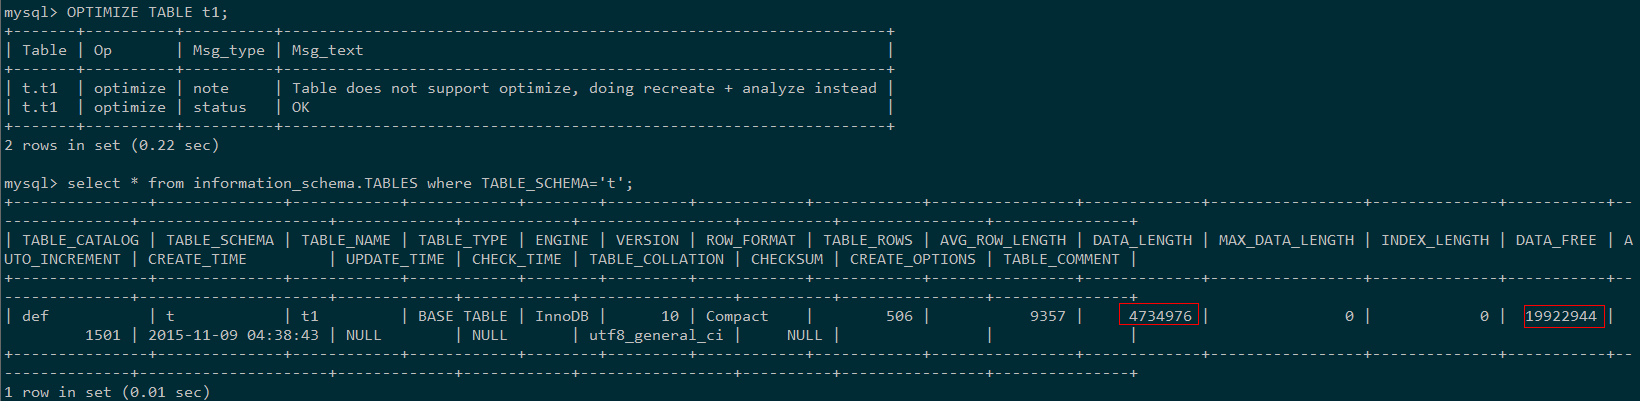 mysql> OPTIMIZE TABLE t1;
+-------+----------+----------+-------------------------------------------------------------------+
| Table | Op       | Msg_type | Msg_text                                                          |
+-------+----------+----------+-------------------------------------------------------------------+
| t.t1  | optimize | note     | Table does not support optimize, doing recreate + analyze instead |
| t.t1  | optimize | status   | OK                                                                |
+-------+----------+----------+-------------------------------------------------------------------+
2 rows in set (0.22 sec)
mysql> select * from information_schema.TABLES where TABLE_SCHEMA='t';
+---------------+--------------+------------+------------+--------+---------+------------+------------+----------------+-------------+-----------------+--------------+-----------+--
--------------+---------------------+-------------+------------+-----------------+----------+----------------+---------------+
| TABLE_CATALOG | TABLE_SCHEMA | TABLE_NAME | TABLE_TYPE | ENGINE | VERSION | ROW_FORMAT | TABLE_ROWS | AVG_ROW_LENGTH | DATA_LENGTH | MAX_DATA_LENGTH | INDEX_LENGTH | DATA_FREE | A
UTO_INCREMENT | CREATE_TIME         | UPDATE_TIME | CHECK_TIME | TABLE_COLLATION | CHECKSUM | CREATE_OPTIONS | TABLE_COMMENT |
+---------------+--------------+------------+------------+--------+---------+------------+------------+----------------+-------------+-----------------+--------------+-----------+--
--------------+---------------------+-------------+------------+-----------------+----------+----------------+---------------+
| def           | t            | t1         | BASE TABLE | InnoDB |      10 | Compact    |        506 |           9357 |     4734976 |               0 |            0 |  19922944 |
         1501 | 2015-11-09 04:38:43 | NULL        | NULL       | utf8_general_ci |     NULL |                |               |
+---------------+--------------+------------+------------+--------+---------+------------+------------+----------------+-------------+-----------------+--------------+-----------+--
--------------+---------------------+-------------+------------+-----------------+----------+----------------+---------------+
1 row in set (0.01 sec)